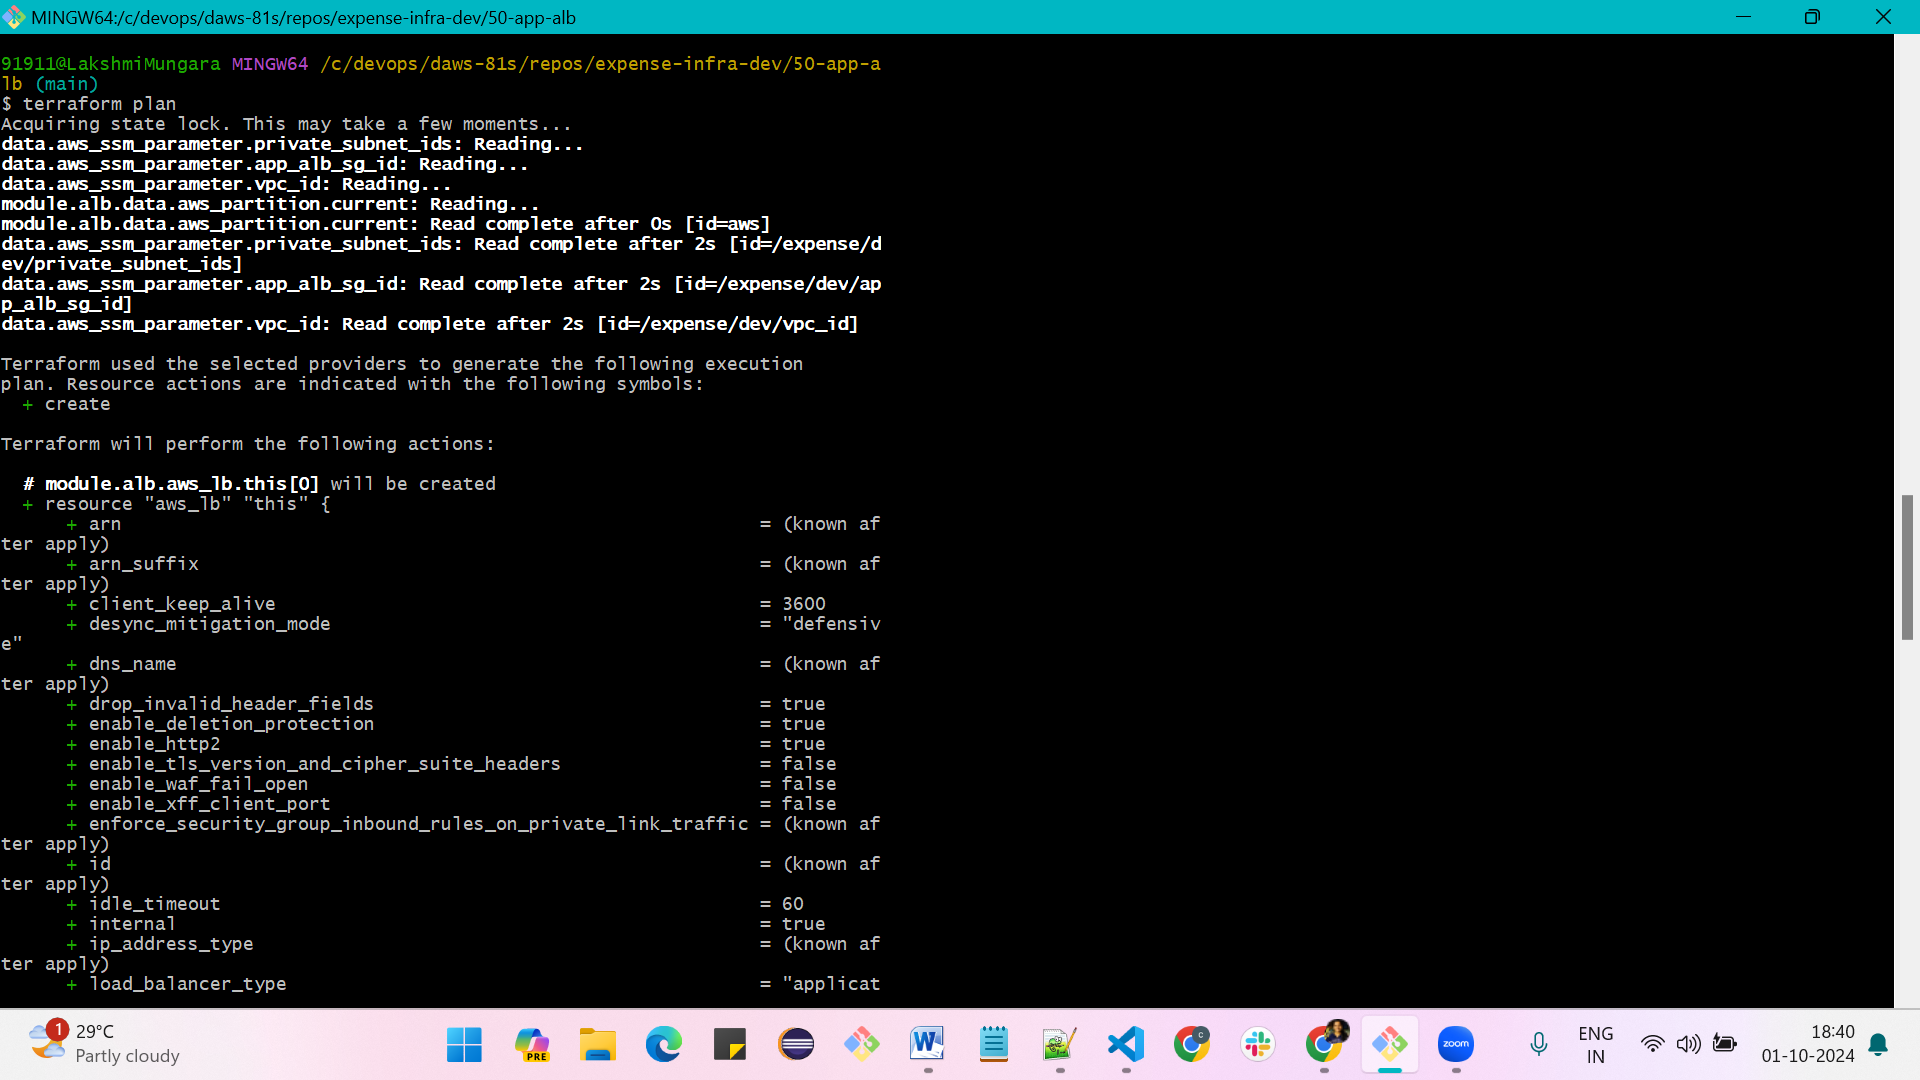 MINGW64:/c/devops/daws-81s/repos/expense-infra-dev/50-app-alb
91911@LakshmiMungara MINGW64 /c/devops/daws-81s/repos/expense-infra-dev/50-app-a
lb (main)
$ terraform plan
Acquiring state lock. This may take a few moments...
data.aws_ssm_parameter.private_subnet_ids: Reading...
data.aws_ssm_parameter.app_alb_sg_id: Reading...
data.aws_ssm_parameter.vpc_id: Reading...
module.alb.data.aws_partition.current: Reading...
module.alb.data.aws_partition.current: Read complete after 0s [id=aws]
data.aws_ssm_parameter.private_subnet_ids: Read complete after 2s [id=/expense/d
ev/private_subnet_ids]
data.aws_ssm_parameter.app_alb_sg_id: Read complete after 2s [id=/expense/dev/ap
p_alb_sg_id]
data.aws_ssm_parameter.vpc_id: Read complete after 2s [id=/expense/dev/vpc_id]
Terraform used the selected providers to generate the following execution
plan. Resource actions are indicated with the following symbols:
+ create
Terraform will perform the following actions:
# module.alb.aws_lb.this[0] will be created
+ resource "aws_lb" "this" {
+ arn = (known af
ter apply)
+ arn_suffix = (known af
ter apply)
+ client_keep_alive = 3600
+ desync_mitigation_mode = "defensiv
e"
+ dns_name = (known af
ter apply)
+ drop_invalid_header_fields = true
+ enable_deletion_protection = true
+ enable_http2 = true
+ enable_tls_version_and_cipher_suite_headers = false
+ enable_waf_fail_open = false
+ enable_xff_client_port = false
+ enforce_security_group_inbound_rules_on_private_link_traffic = (known af
ter apply)
+ id = (known af
ter apply)
+ idle_timeout = 60
+ internal = true
+ ip_address_type = (known af
ter apply)
+ load_balancer_type = "applicat
1
29°C
Partly cloudy
PRE
W
C
zoom
ENG
IN
18:40
01-10-2024